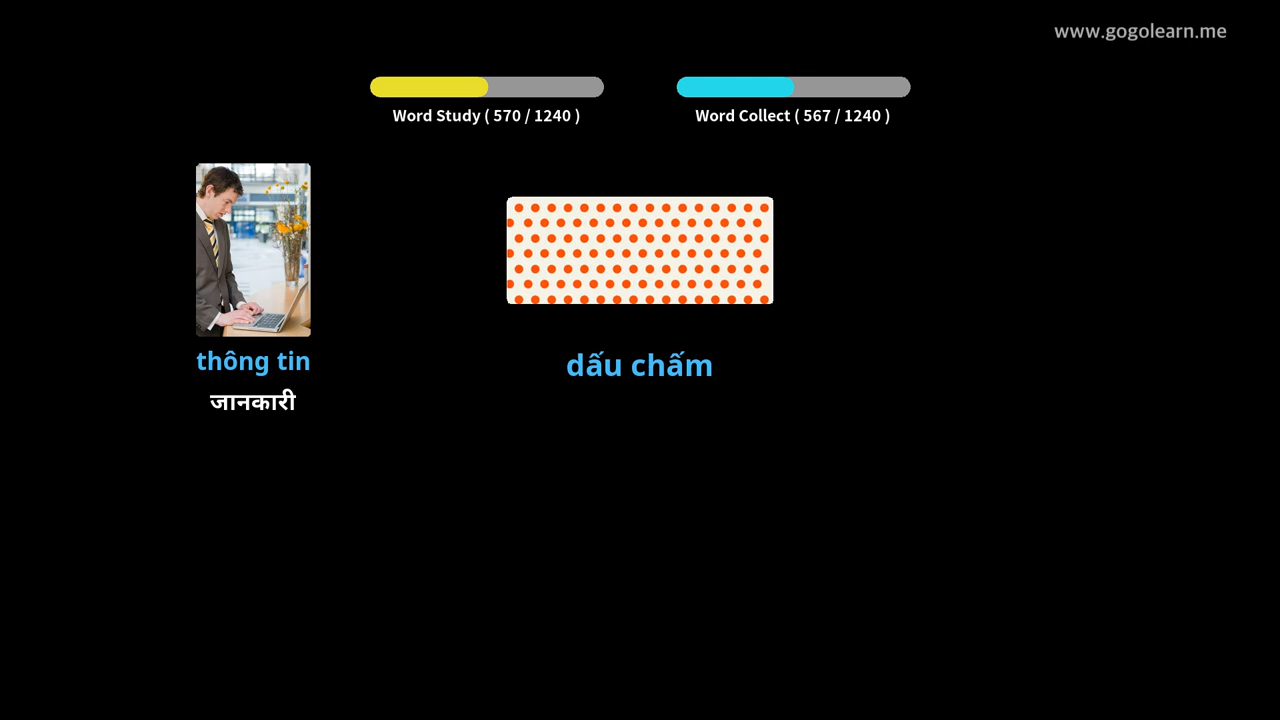 www.gogolearn.me
Word Study ( 570 / 1240 )
Word Collect ( 567 / 1240 )
thông tin
जानकारी
dấu chấm